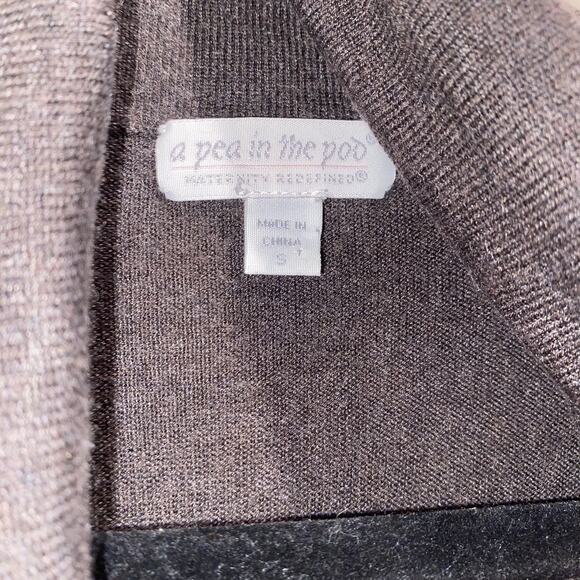 a pea in the pod®
MATERNITY REDEFINED®
MADE IN
CHINA
S